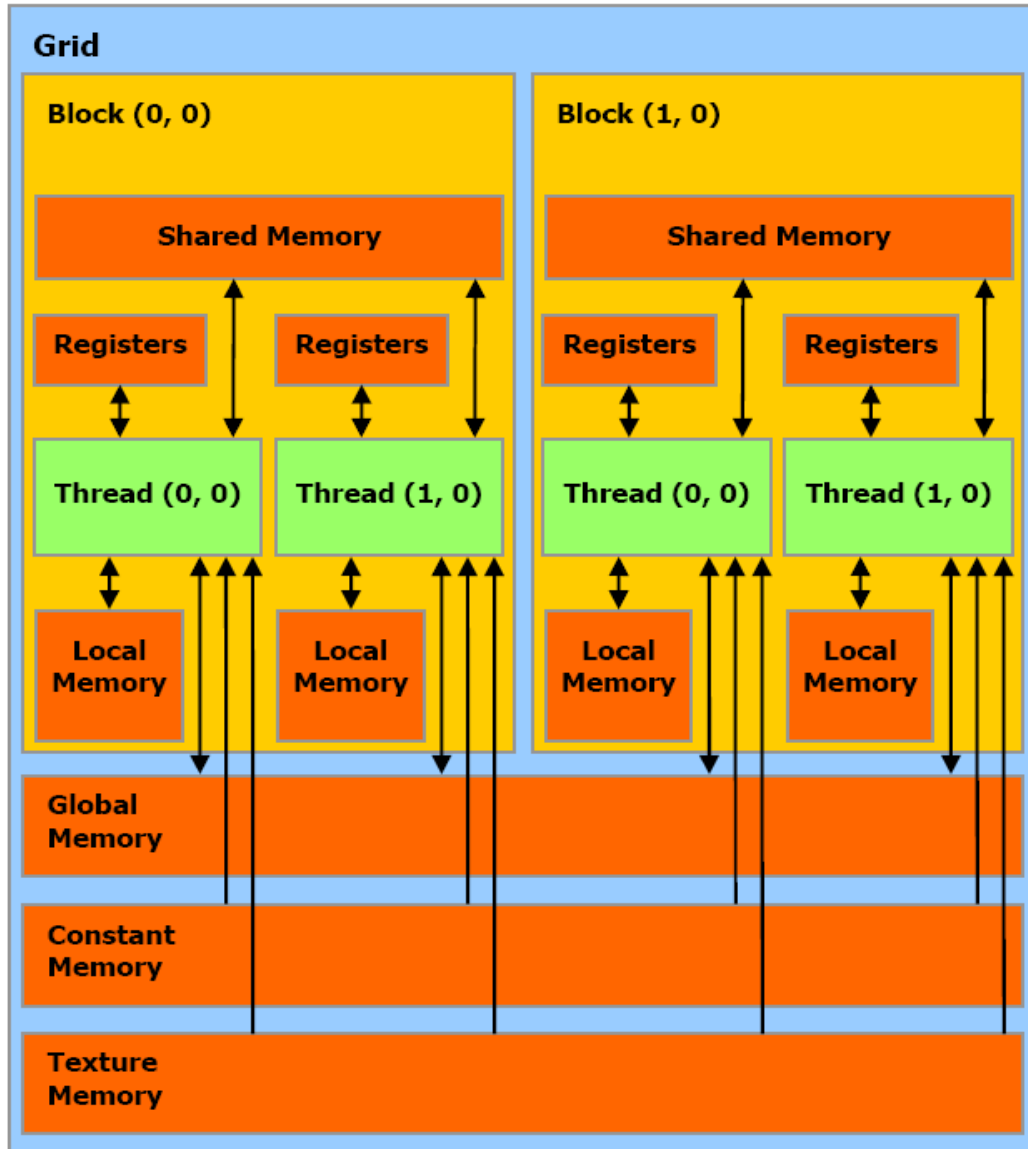 Grid
Block (0, 0)
Block (1, 0)
Shared Memory
Shared Memory
Registers
Registers
Registers
Registers
Thread (0, 0)
Thread (1, 0)
Thread (0, 0)
Thread (1, 0)
Local
Memory
Local
Memory
Local
Memory
Local
Memory
Global
Memory
Constant
Memory
Texture
Memory